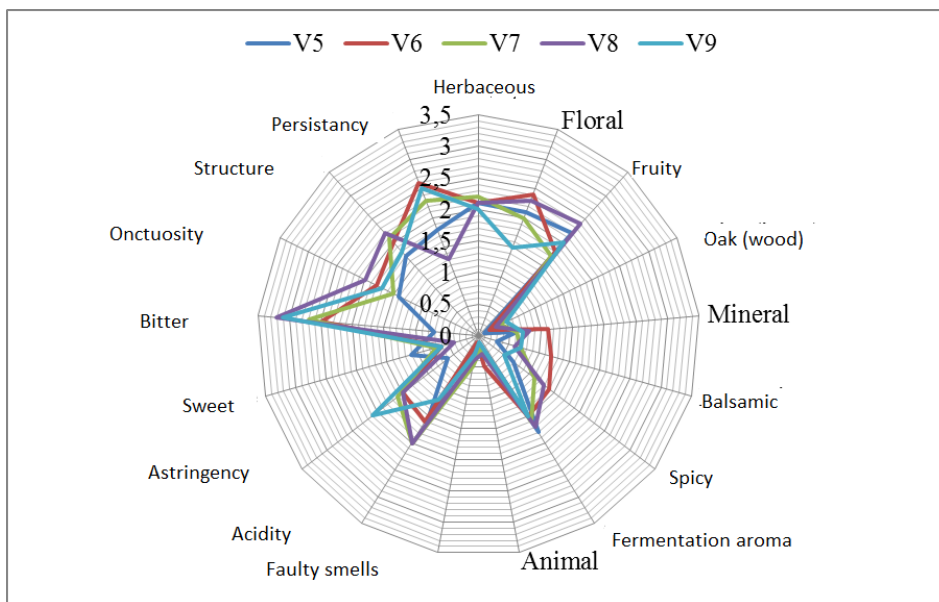 V5 V6 V7 V8 V9
Herbaceous
Floral
Fruity
Oak (wood)
Mineral
Balsamic
Spicy
Fermentation aroma
Animal
Faulty smells
Acidity
Astringency
Sweet
Bitter
Onctuosity
Structure
Persistancy
3,5
3
2,5
2
1,5
1
0,5
0